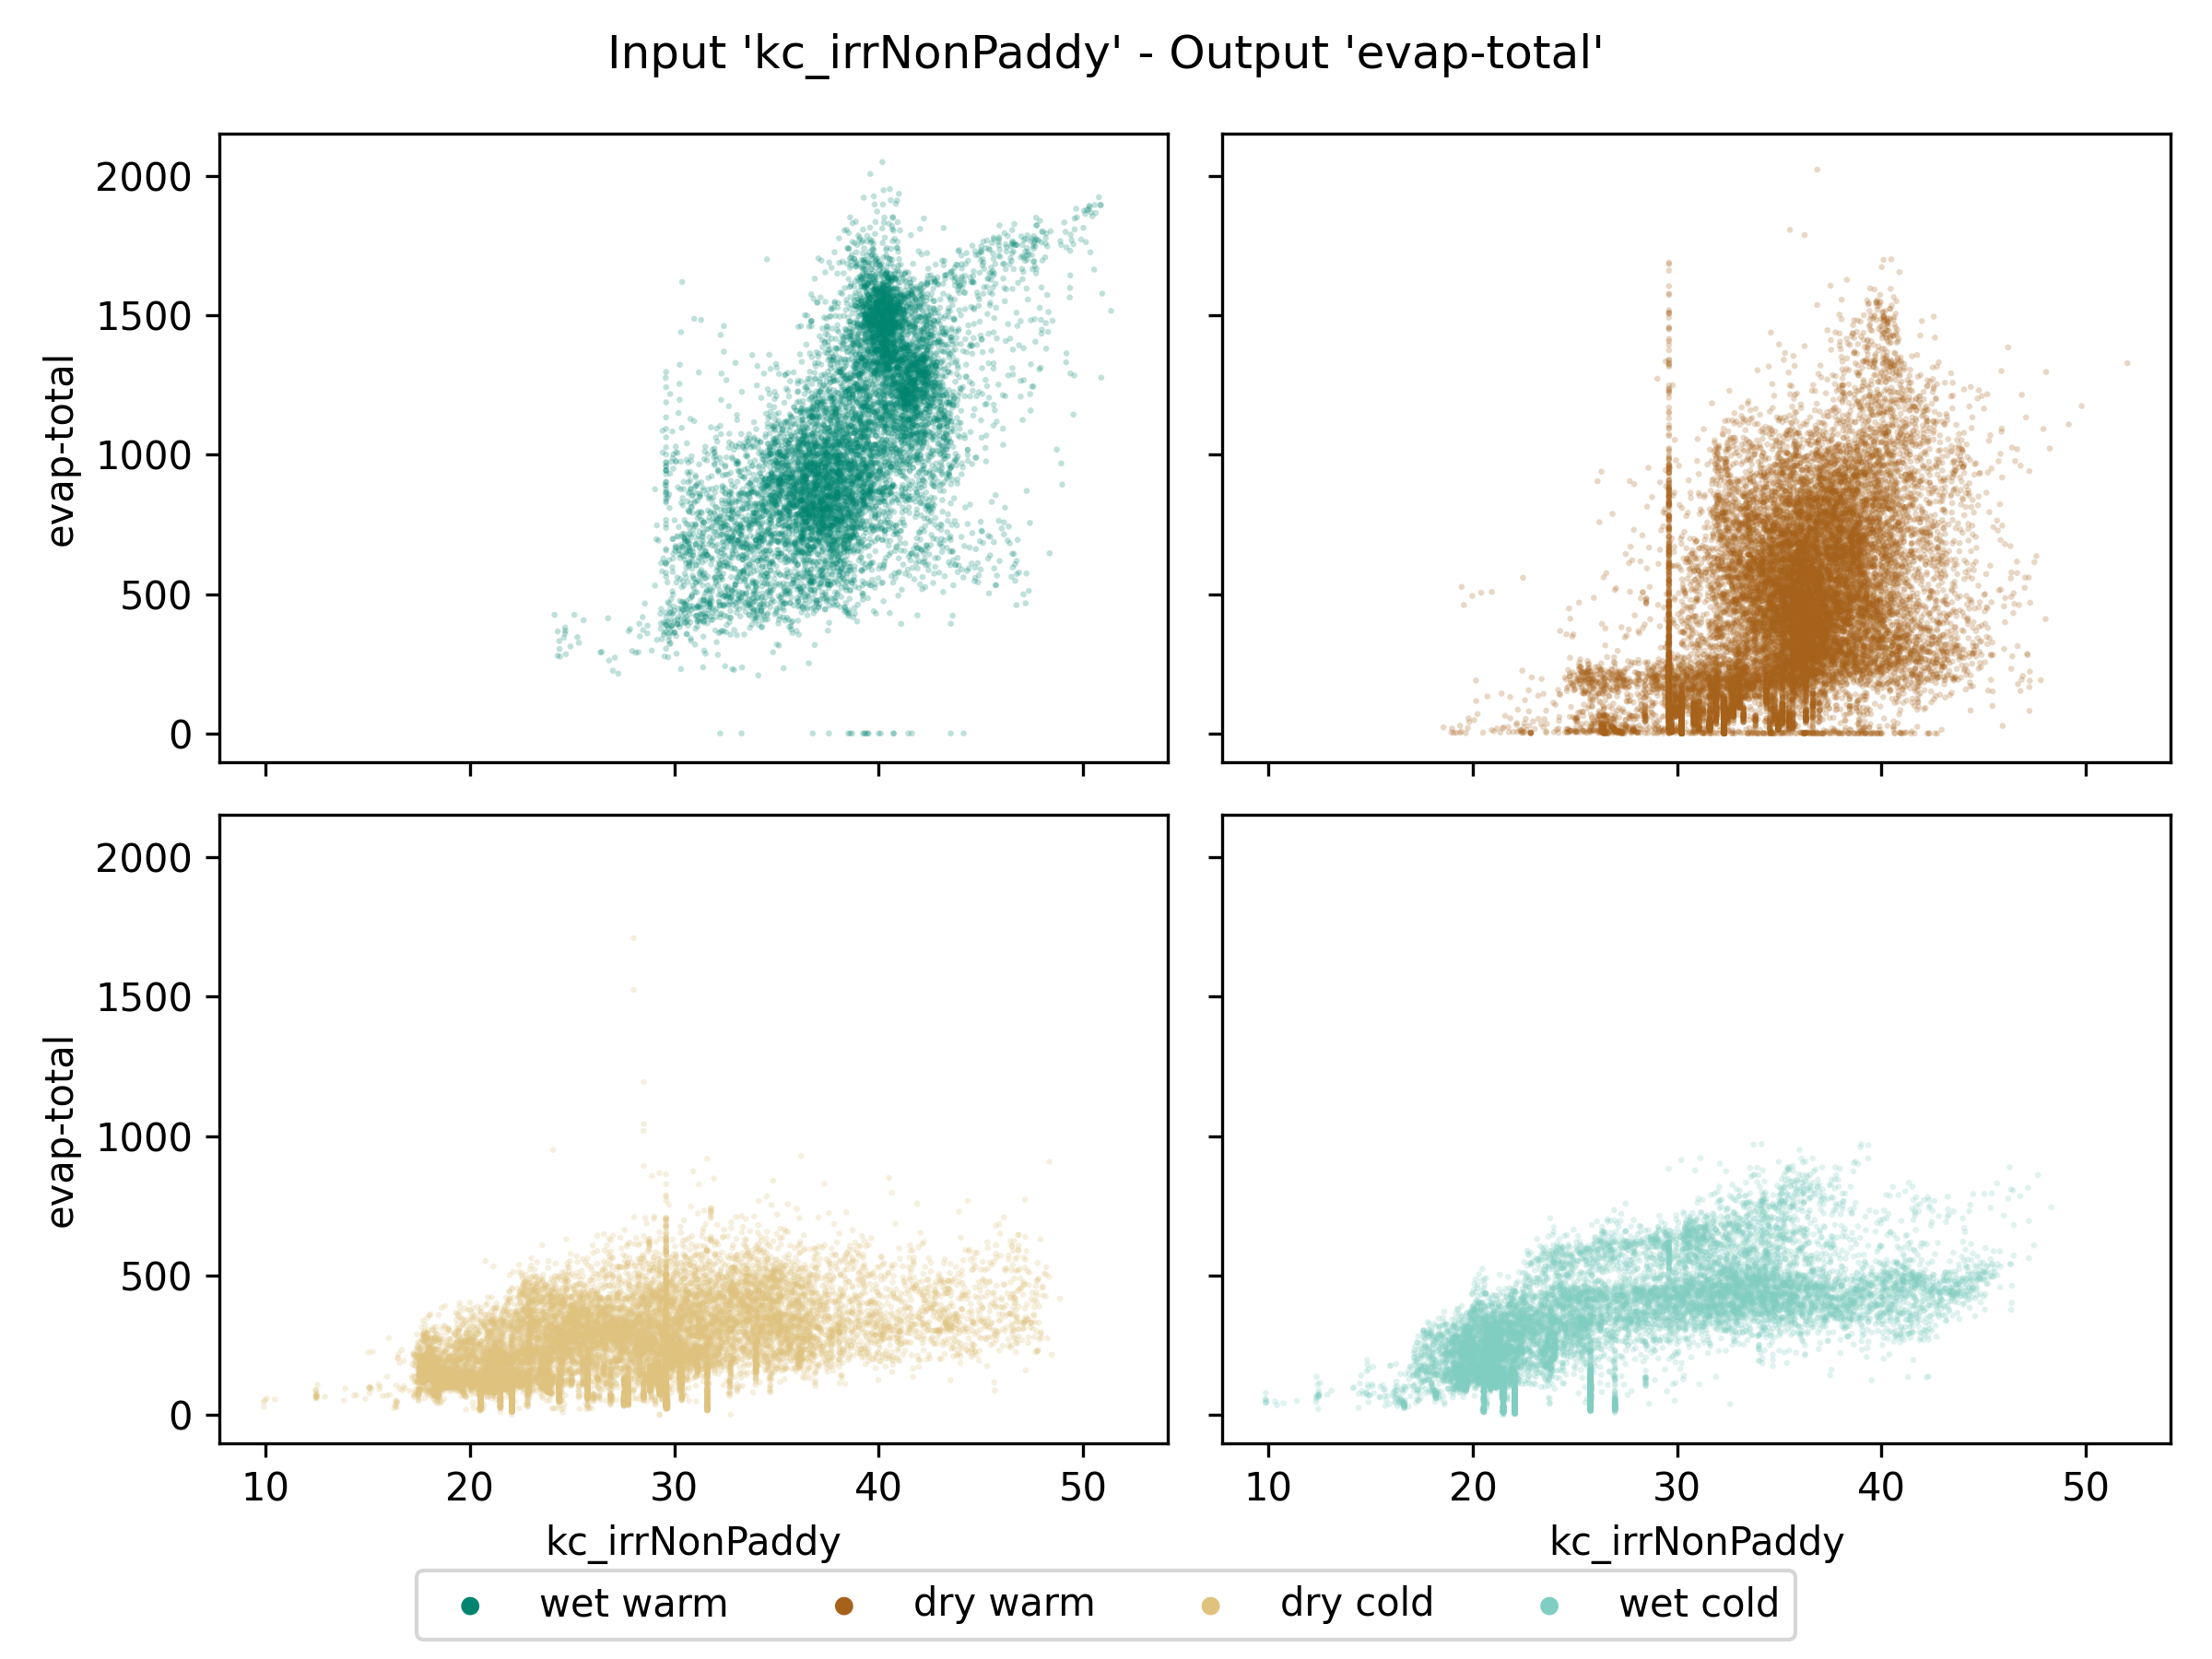 Input 'kc_irrNonPaddy' - Output 'evap-total'
2000
1500
1000
500
0
evap-total
2000
1500
1000
500
0
evap-total
10 20 30 40 50
10 20 30 40 50
kc_irrNonPaddy
kc_irrNonPaddy
wet warm dry warm dry cold wet cold